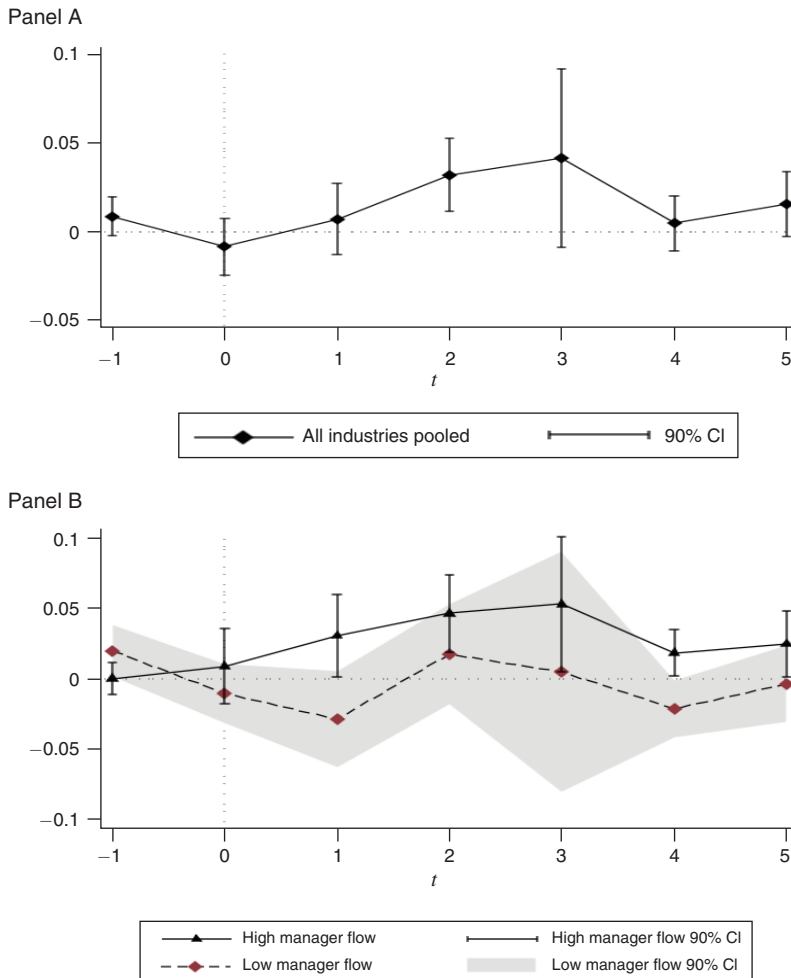 Panel A
0.1
0.05
0
−0.05
−1 0 1 2 3 4 5
t
All industries pooled 90% CI
Panel B
0.1
0.05
0
−0.05
−0.1
−1 0 1 2 3 4 5
t
High manager flow High manager flow 90% CI
Low manager flow Low manager flow 90% CI